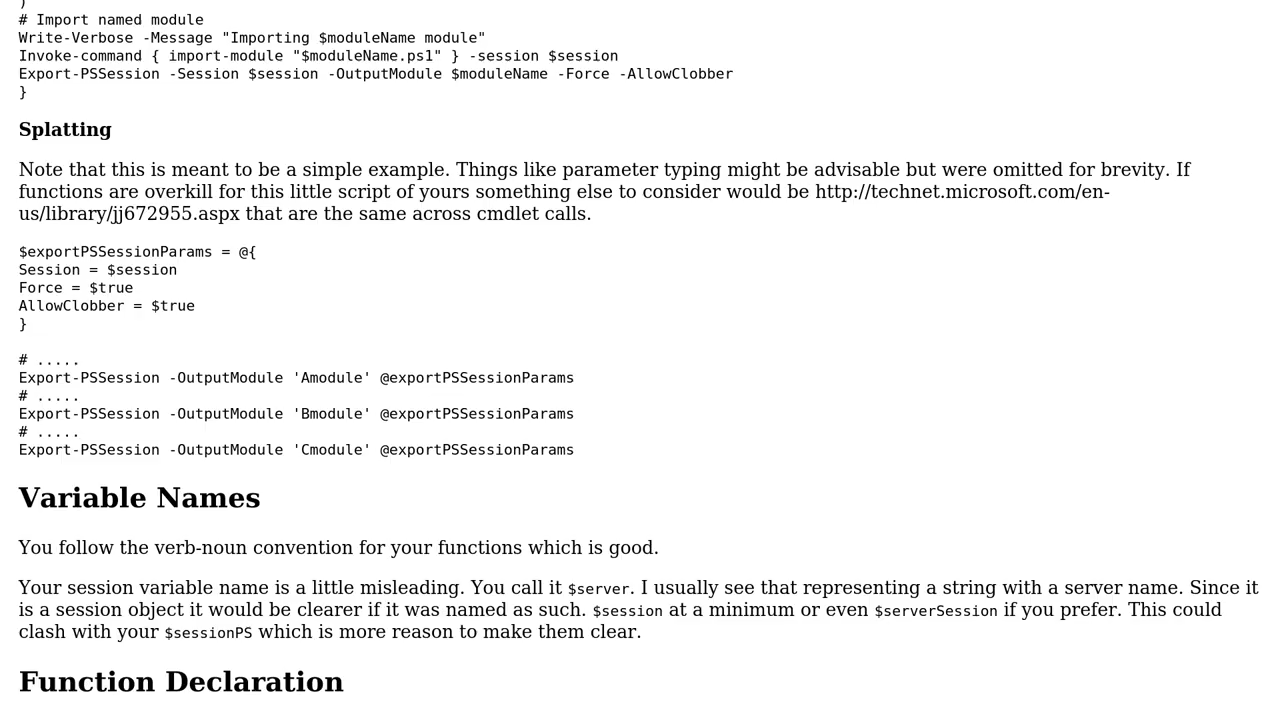 )
# Import named module
Write-Verbose -Message "Importing $moduleName module"
Invoke-command { import-module "$moduleName.ps1" } -session $session
Export-PSSession -Session $session -OutputModule $moduleName -Force -AllowClobber
}
Splatting
Note that this is meant to be a simple example. Things like parameter typing might be advisable but were omitted for brevity. If
functions are overkill for this little script of yours something else to consider would be http://technet.microsoft.com/en-
us/library/jj672955.aspx that are the same across cmdlet calls.
$exportPSSessionParams = @{
Session = $session
Force = $true
AllowClobber = $true
}
# .....
Export-PSSession -OutputModule 'Amodule' @exportPSSessionParams
# .....
Export-PSSession -OutputModule 'Bmodule' @exportPSSessionParams
# .....
Export-PSSession -OutputModule 'Cmodule' @exportPSSessionParams
Variable Names
You follow the verb-noun convention for your functions which is good.
Your session variable name is a little misleading. You call it $server. I usually see that representing a string with a server name. Since it
is a session object it would be clearer if it was named as such. $session at a minimum or even $serverSession if you prefer. This could
clash with your $sessionPS which is more reason to make them clear.
Function Declaration